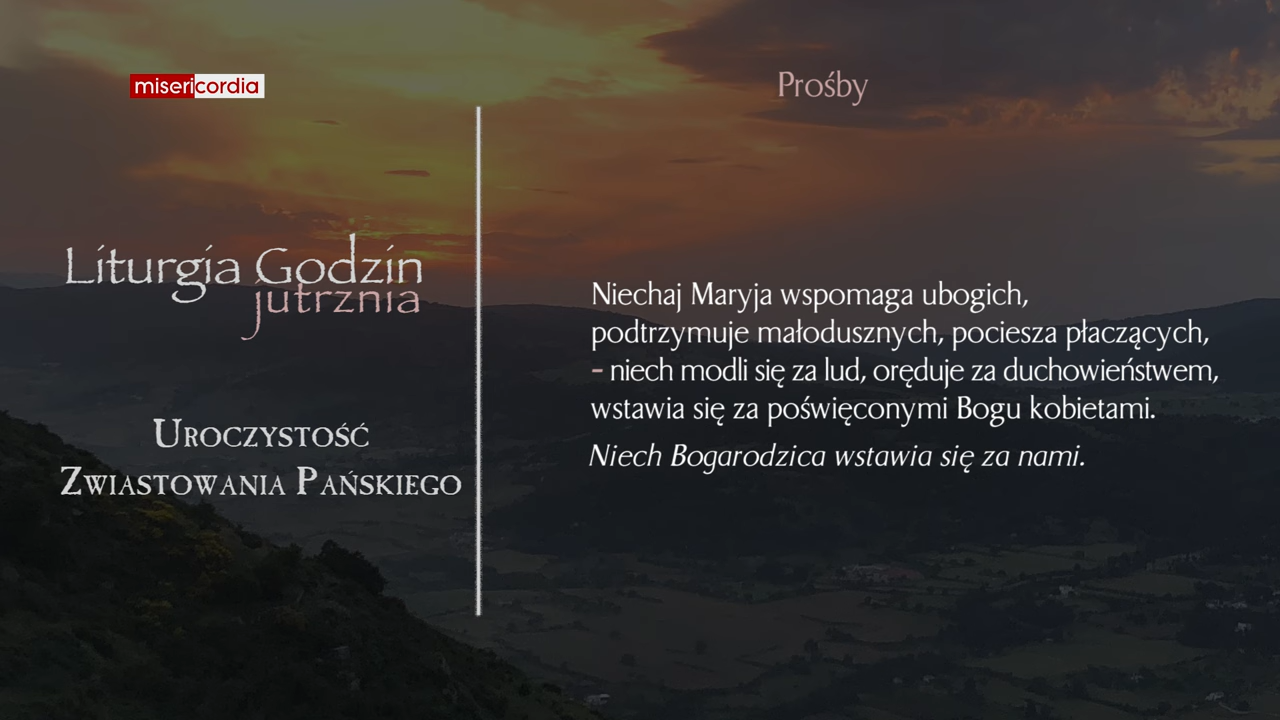 misericordia
Liturgia Godzin
jutrznia
Uroczystość
Zwiastowania Pańskiego
Prośby
Niechaj Maryja wspomaga ubogich,
podtrzymuje małodusznych, pociesza płaczących,
- niech modli się za lud, oręduje za duchowieństwem,
wstawia się za poświęconymi Bogu kobietami.
Niech Bogarodzica wstawia się za nami.